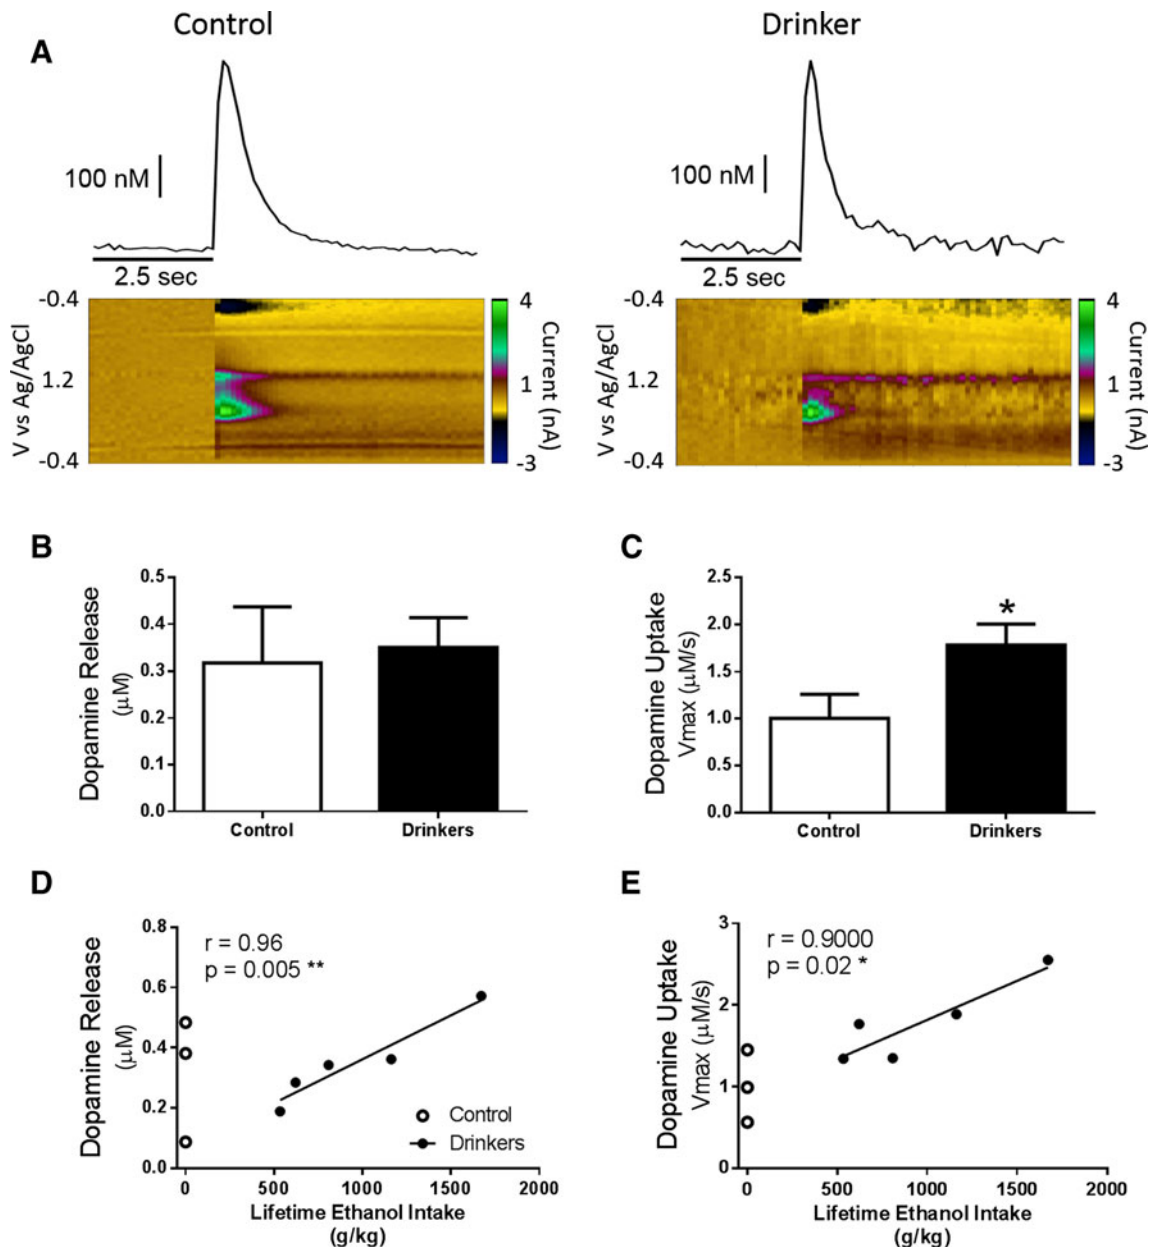 Control
Drinker
A
100 nM
100 nM
2.5 sec
2.5 sec
-0.4
1.2
-0.4
V vs Ag/AgCl
4
1
-3
Current (nA)
-0.4
1.2
-0.4
V vs Ag/AgCl
4
1
-3
Current (nA)
B
Dopamine Release
(μM)
0.5
0.4
0.3
0.2
0.1
0.0
Control
Drinkers
C
Dopamine Uptake
Vmax (μM/s)
2.5
2.0
1.5
1.0
0.5
0.0
*
Control
Drinkers
D
Dopamine Release
(μM)
0.8
0.6
0.4
0.2
0.0
r = 0.96
p = 0.005 **
Control
Drinkers
0
500
1000
1500
2000
Lifetime Ethanol Intake
(g/kg)
E
Dopamine Uptake
Vmax (μM/s)
3
2
1
0
r = 0.9000
p = 0.02 *
0
500
1000
1500
2000
Lifetime Ethanol Intake
(g/kg)